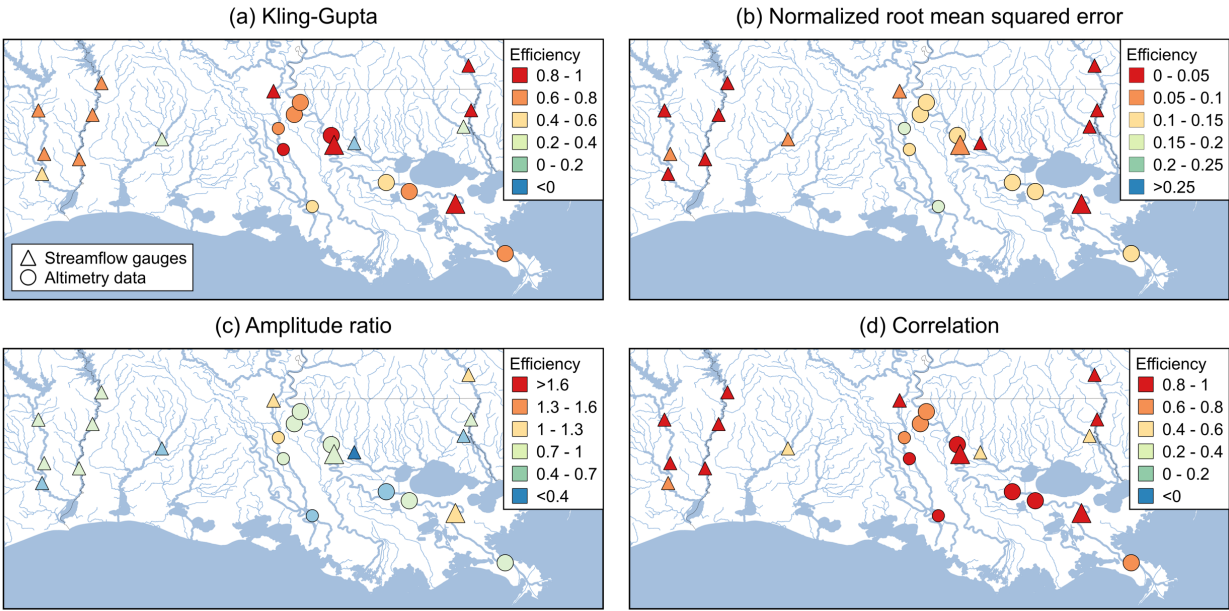 (a) Kling-Gupta
Efficiency
0.8 - 1
0.6 - 0.8
0.4 - 0.6
0.2 - 0.4
0 - 0.2
<0
Streamflow gauges
Altimetry data
(b) Normalized root mean squared error
Efficiency
0 - 0.05
0.05 - 0.1
0.1 - 0.15
0.15 - 0.2
0.2 - 0.25
>0.25
(c) Amplitude ratio
Efficiency
>1.6
1.3 - 1.6
1 - 1.3
0.7 - 1
0.4 - 0.7
<0.4
(d) Correlation
Efficiency
0.8 - 1
0.6 - 0.8
0.4 - 0.6
0.2 - 0.4
0 - 0.2
<0